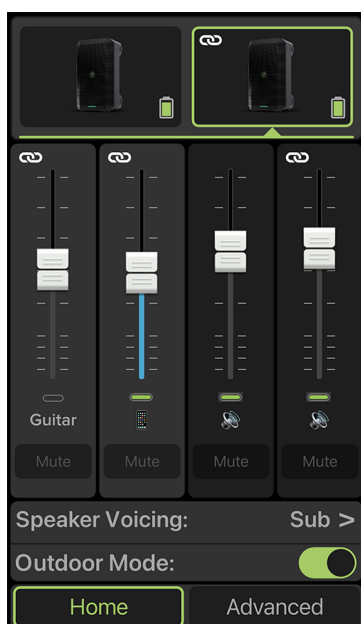 Guitar
Mute Mute Mute Mute
Speaker Voicing: Sub >
Outdoor Mode:
Home Advanced